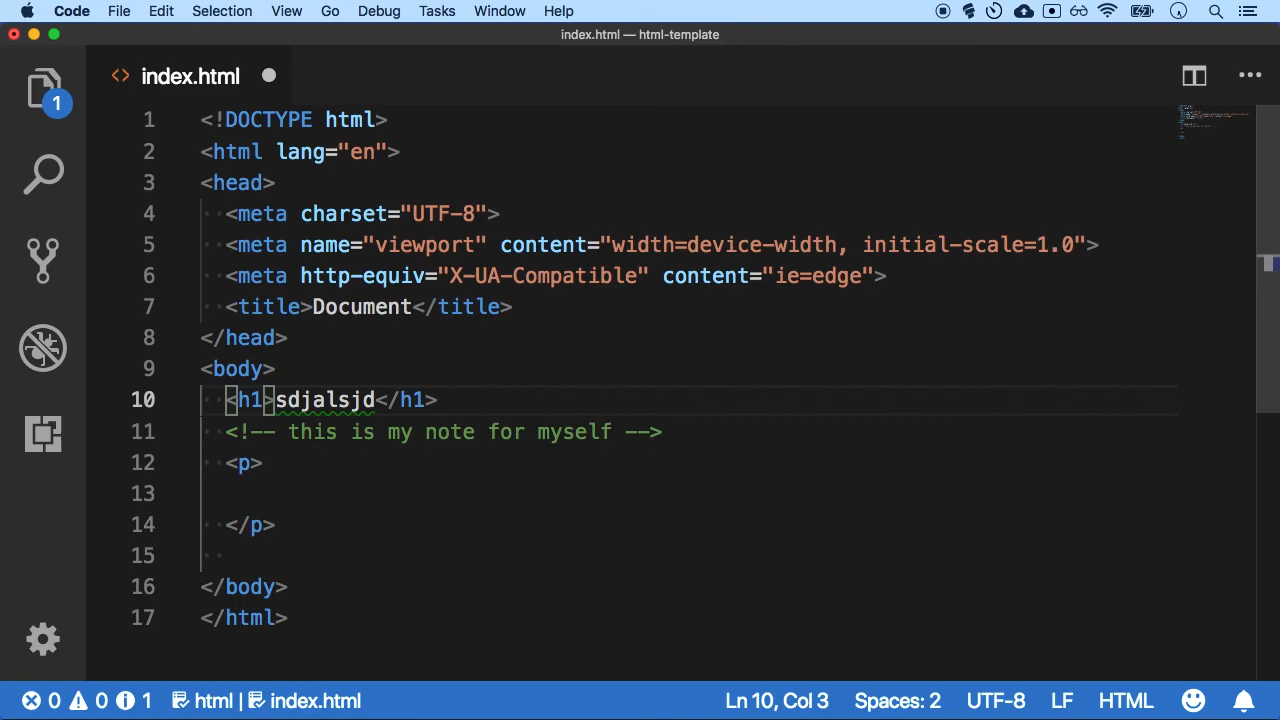 Code File Edit Selection View Go Debug Tasks Window Help
index.html — html-template
1
<> index.html
1 <!DOCTYPE html>
2 <html lang="en">
3 <head>
4 <meta charset="UTF-8">
5 <meta name="viewport" content="width=device-width, initial-scale=1.0">
6 <meta http-equiv="X-UA-Compatible" content="ie=edge">
7 <title>Document</title>
8 </head>
9 <body>
10 <h1>sdjalsjd</h1>
11 <!-- this is my note for myself -->
12 <p>
13
14 </p>
15
16 </body>
17 </html>
0 0 1 html | index.html Ln 10, Col 3 Spaces: 2 UTF-8 LF HTML